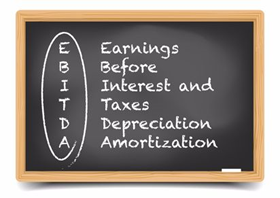 E Earnings
B Before
I Interest and
T Taxes
D Depreciation
A Amortization